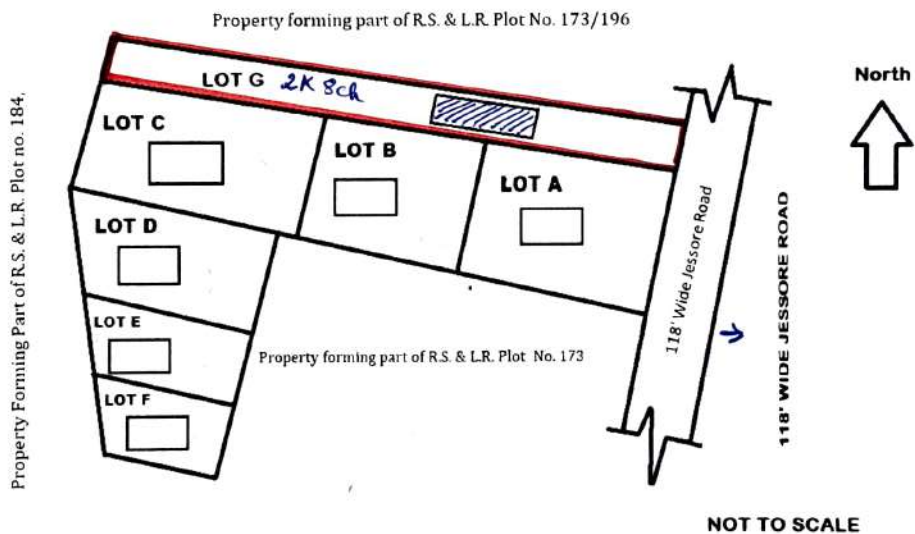 Property forming part of R.S. & L.R. Plot No. 173/196
North
LOT G 2K 8ch
LOT C
LOT B
LOT A
Property Forming Part of R.S. & L.R. Plot no. 184,
LOT D
118' Wide Jessore Road
118' WIDE JESSORE ROAD
LOT E
Property forming part of R.S. & L.R. Plot No. 173
LOT F
NOT TO SCALE